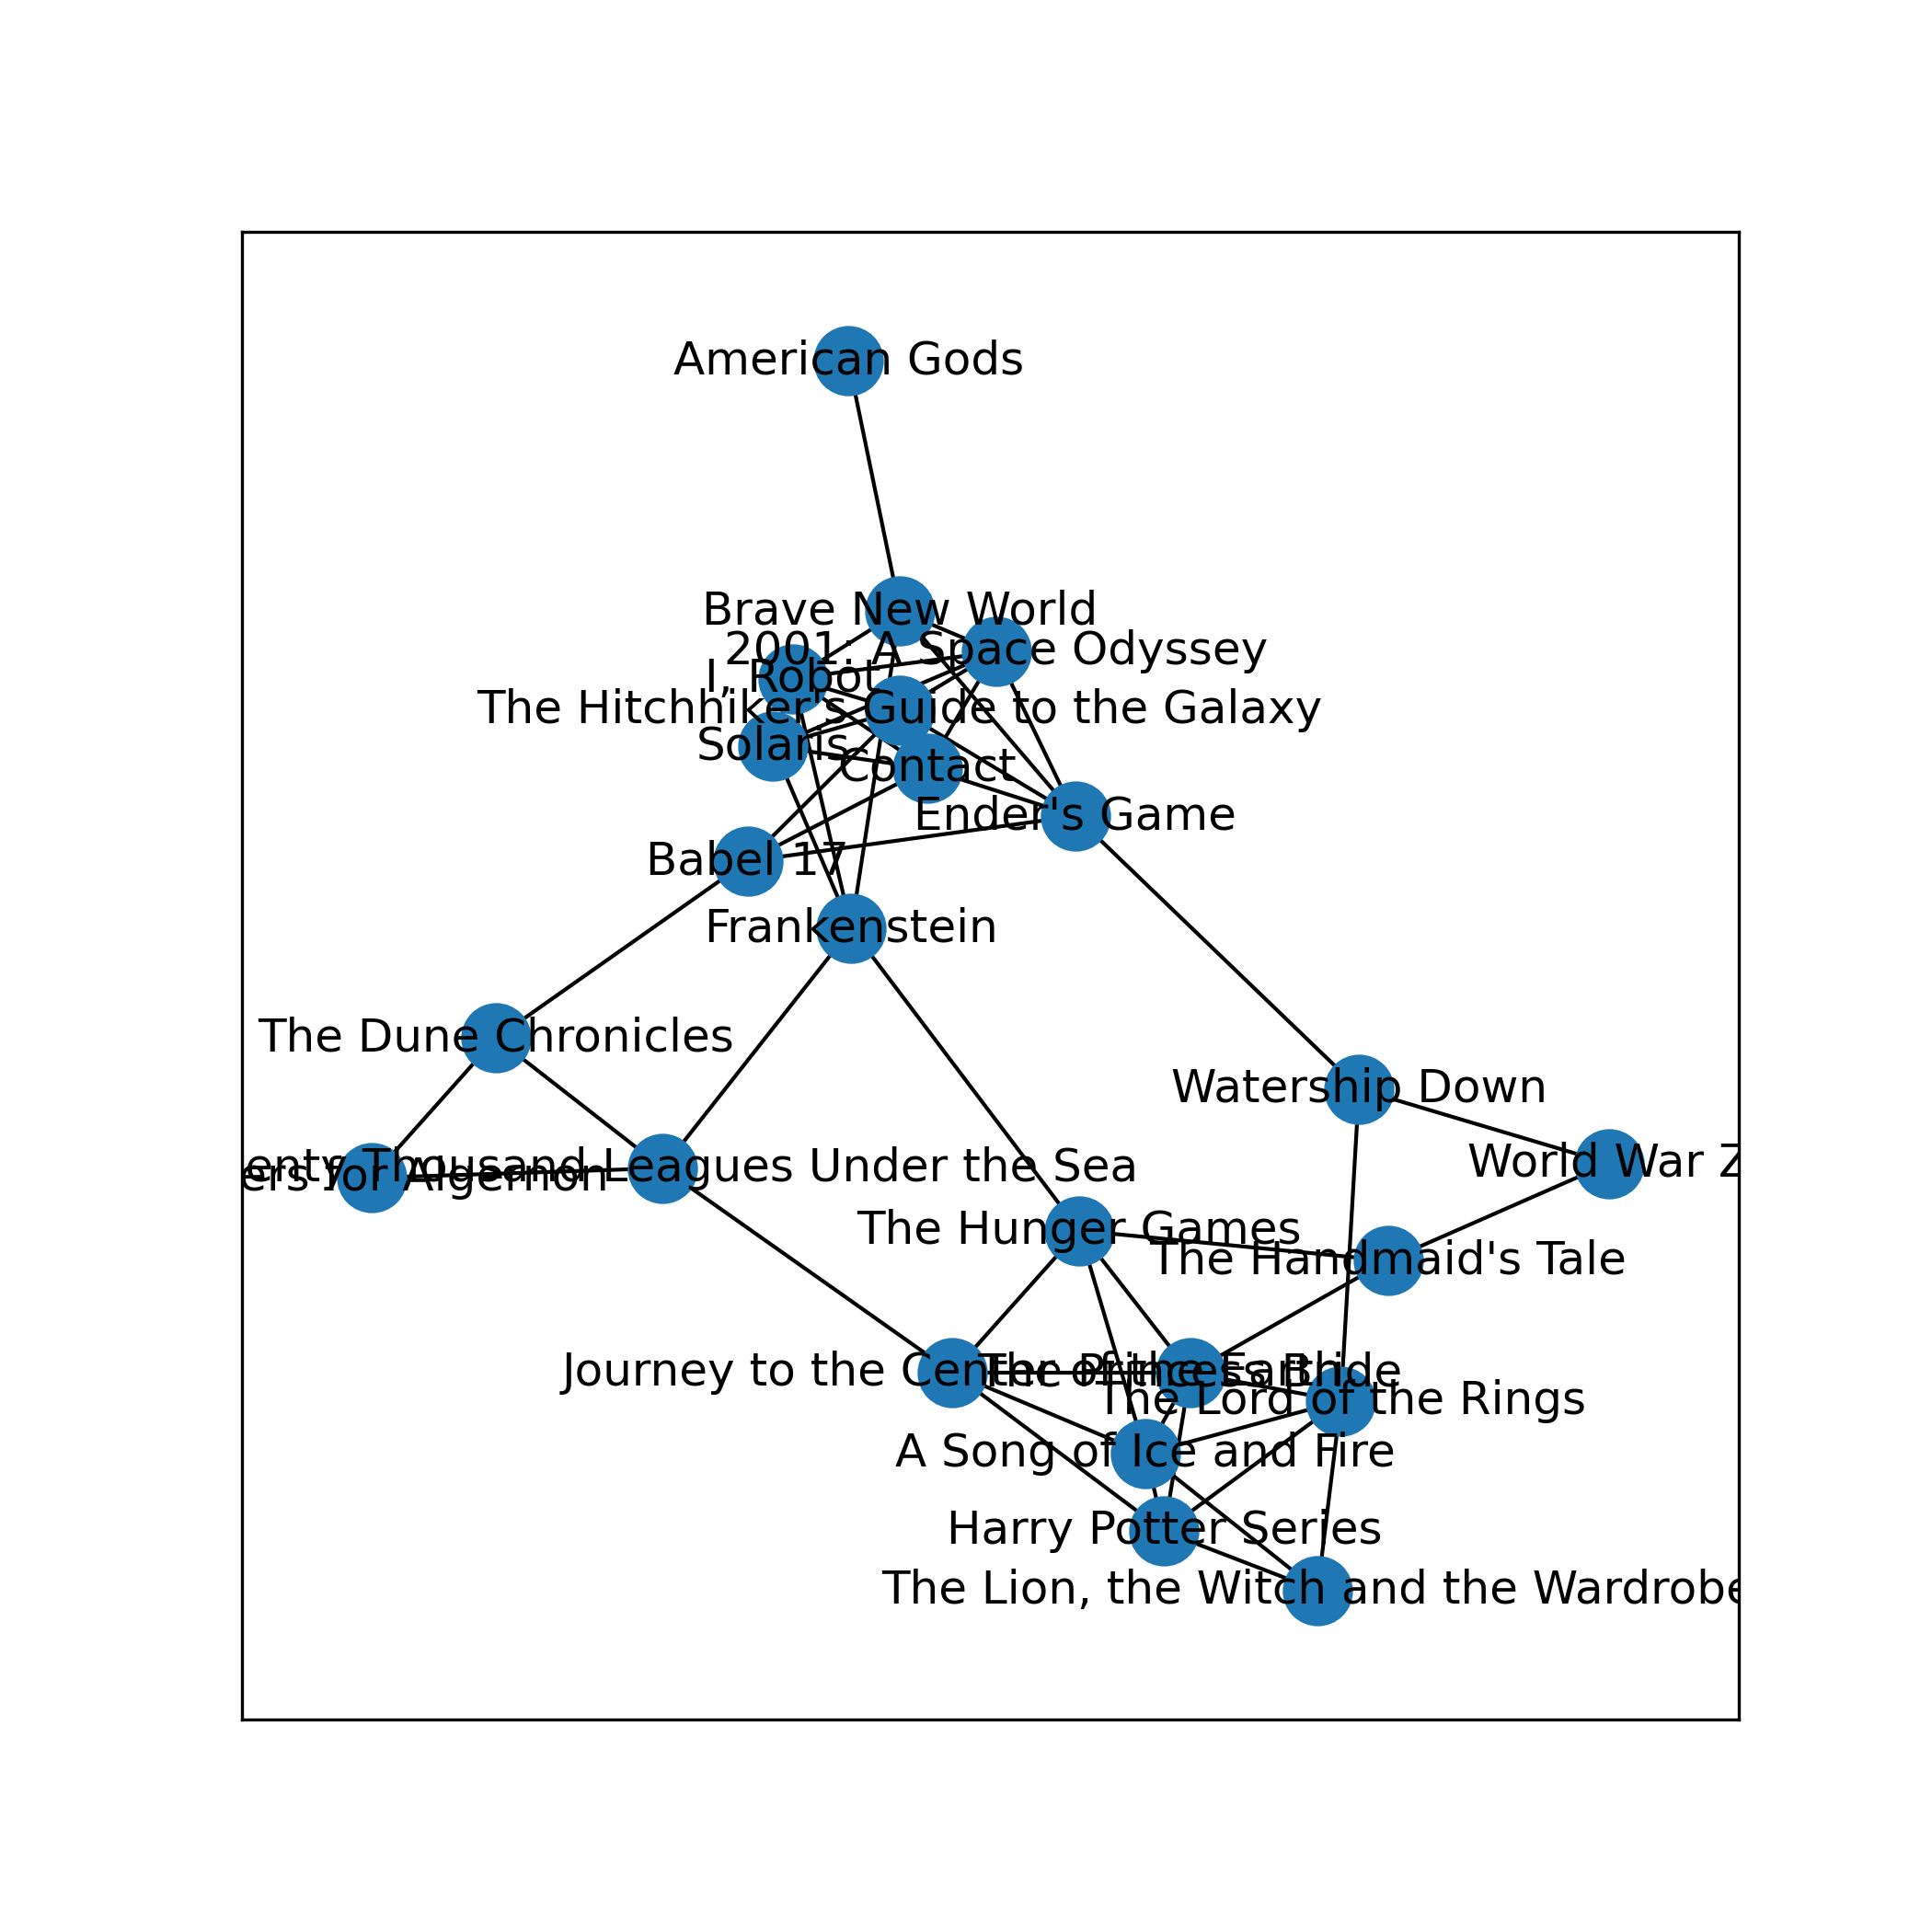 American Gods
Brave New World
2001: A Space Odyssey
I, Robot
The Hitchhiker's Guide to the Galaxy
Solaris
Contact
Ender's Game
Babel 17
Frankenstein
The Dune Chronicles
Watership Down
World War Z
enty Thousand Leagues Under the Sea
ers for Algernon
The Hunger Games
The Handmaid's Tale
Journey to the Center of the Earth
The Princess Bride
The Lord of the Rings
A Song of Ice and Fire
Harry Potter Series
The Lion, the Witch and the Wardrobe